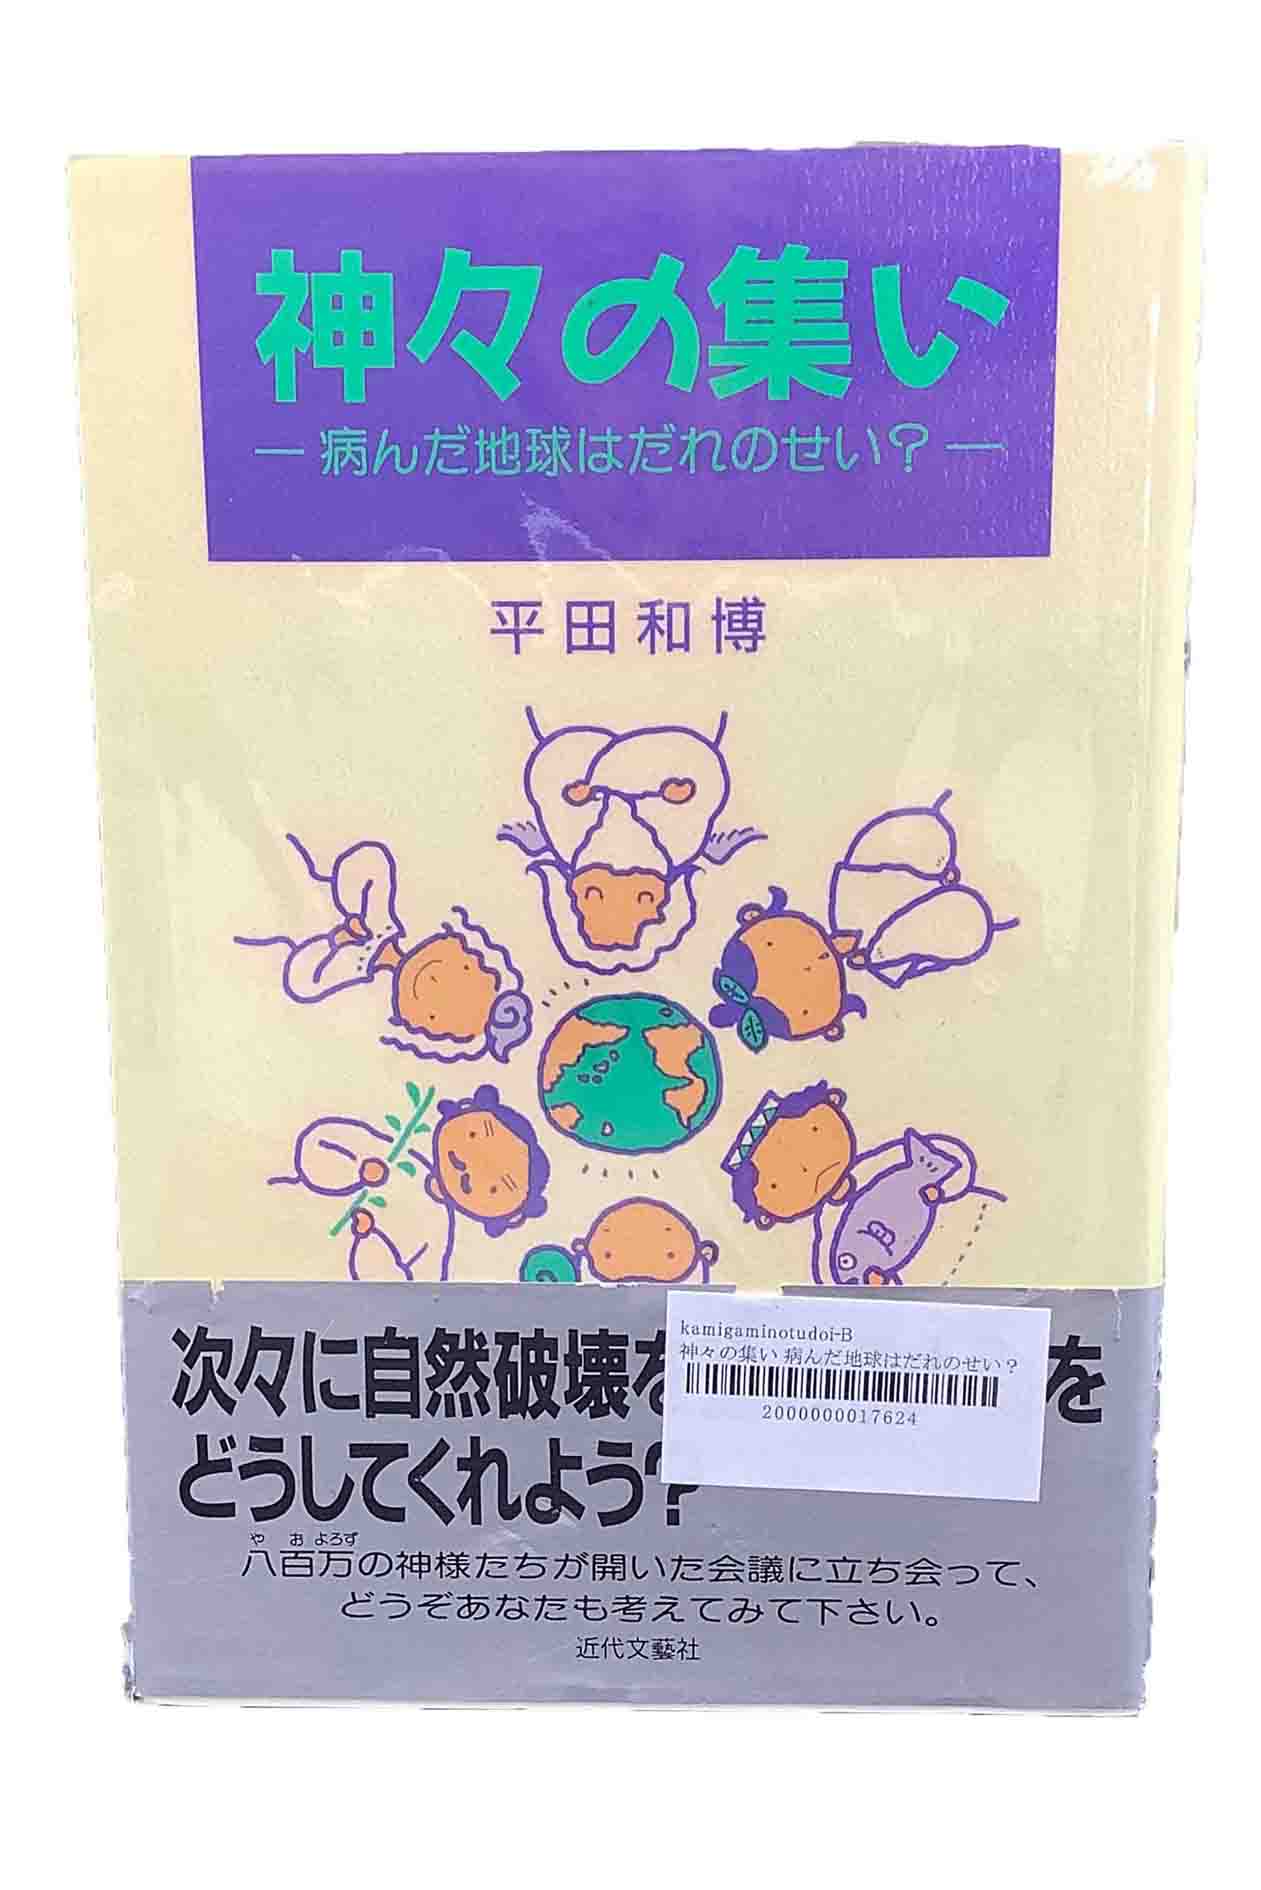 神々の集い
―病んだ地球はだれのせい？―
平田和博
次々に自然破壊を
を
どうしてくれよう？
kamigaminotudoi-B
神々の集い 病んだ地球はだれのせい？
2000000017624
や お よろず
八百万の神様たちが開いた会議に立ち会って、
どうぞあなたも考えてみて下さい。
近代文藝社